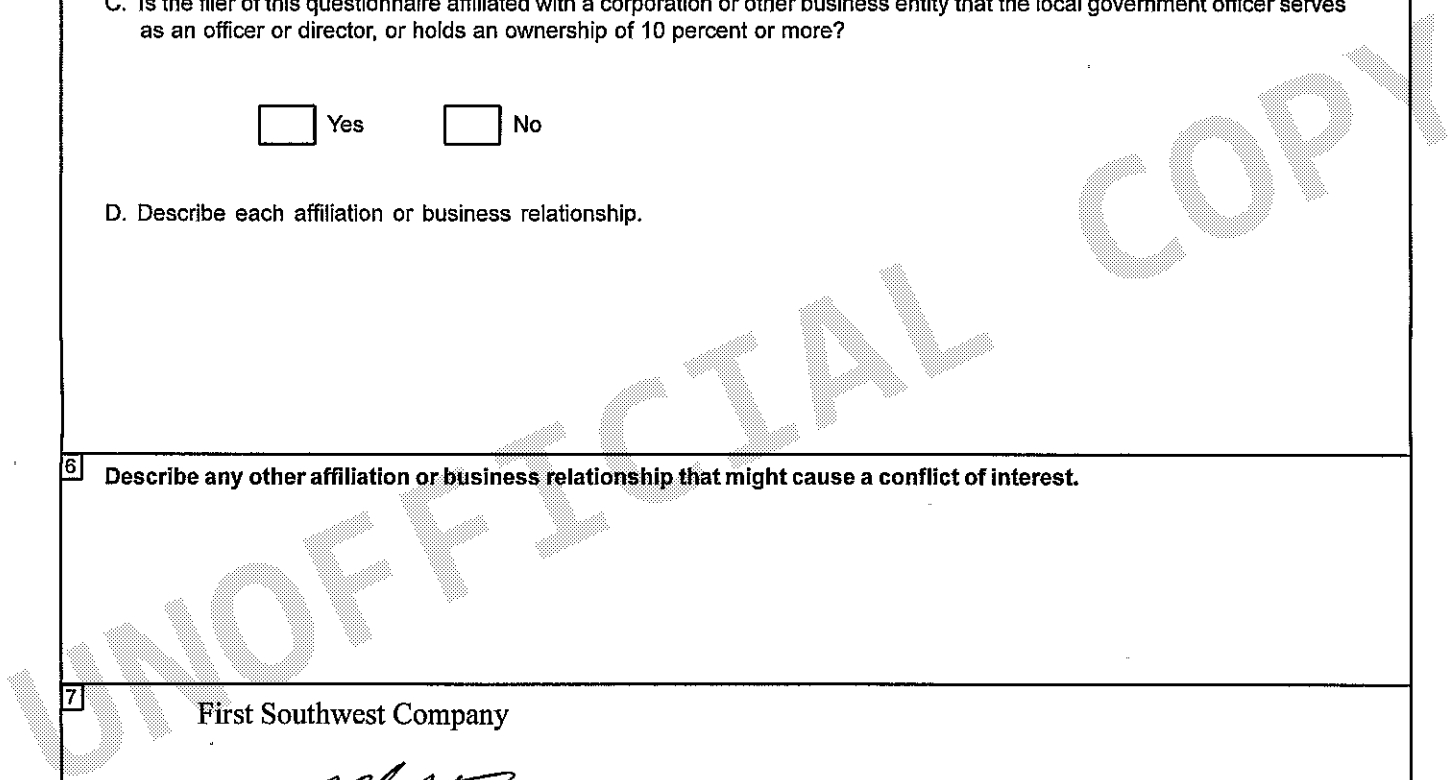 C. Is the filer of this questionnaire affiliated with a corporation or other business entity that the local government officer serves
as an officer or director, or holds an ownership of 10 percent or more?
Yes No
D. Describe each affiliation or business relationship.
6 Describe any other affiliation or business relationship that might cause a conflict of interest.
7
First Southwest Company
UNOFFICIAL COPY